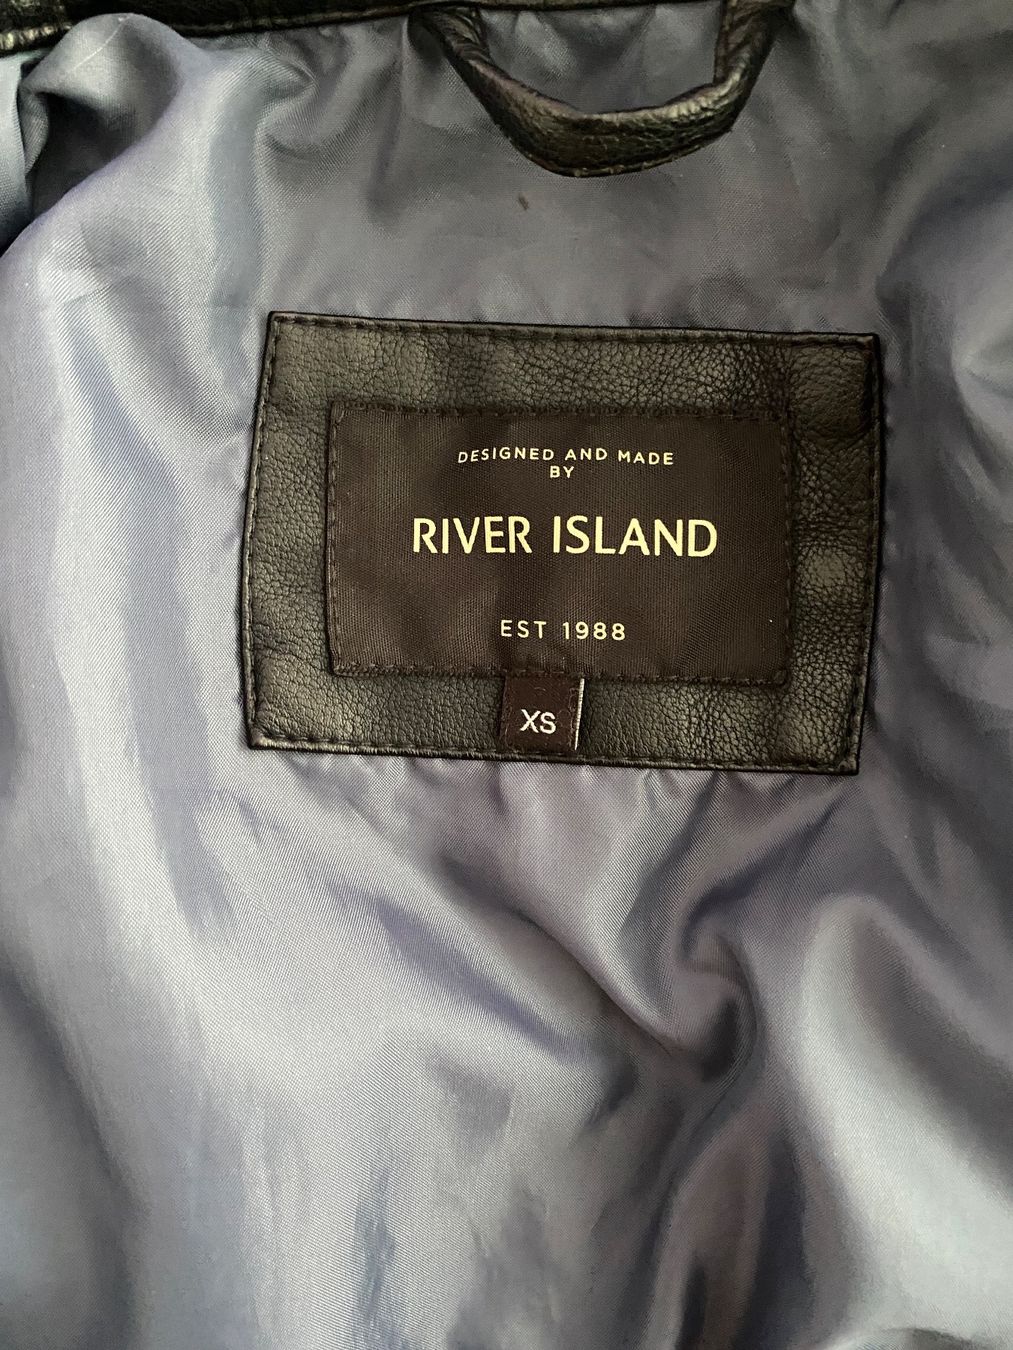 DESIGNED AND MADE
BY
RIVER ISLAND
EST 1988
XS